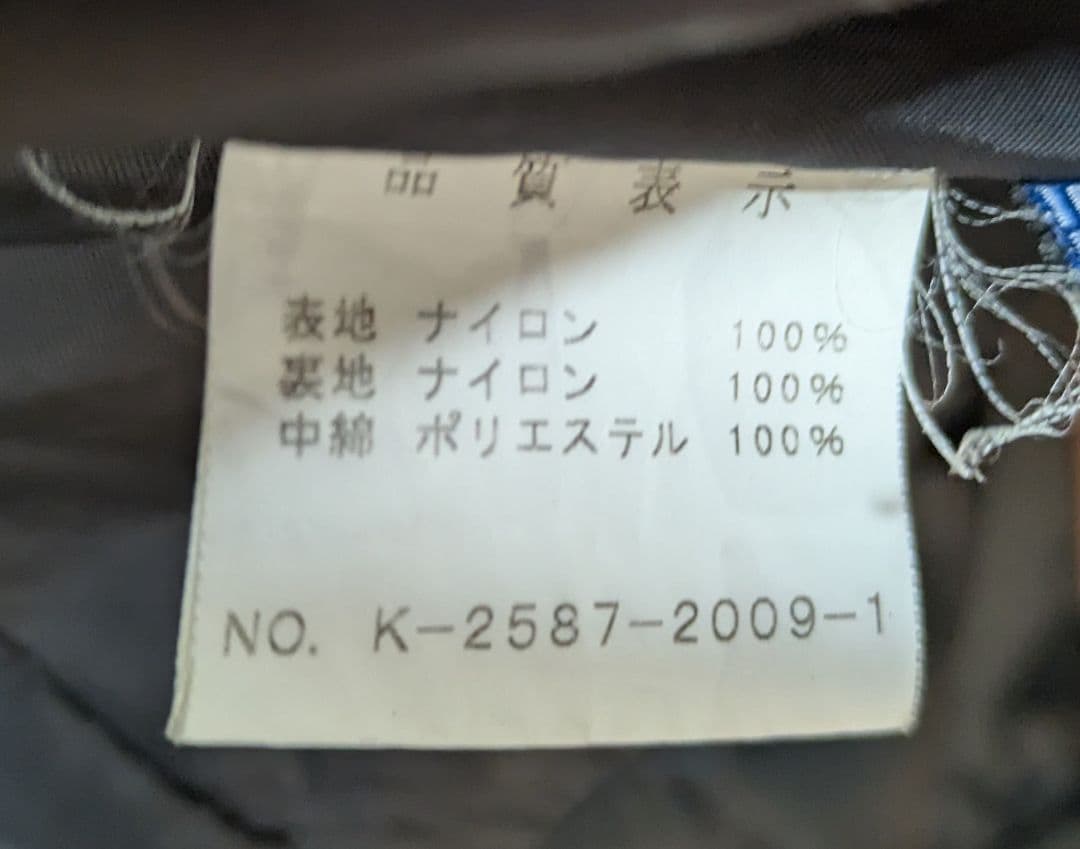 品質表示
表地 ナイロン 100%
裏地 ナイロン 100%
中綿 ポリエステル 100%
NO. K-2587-2009-1